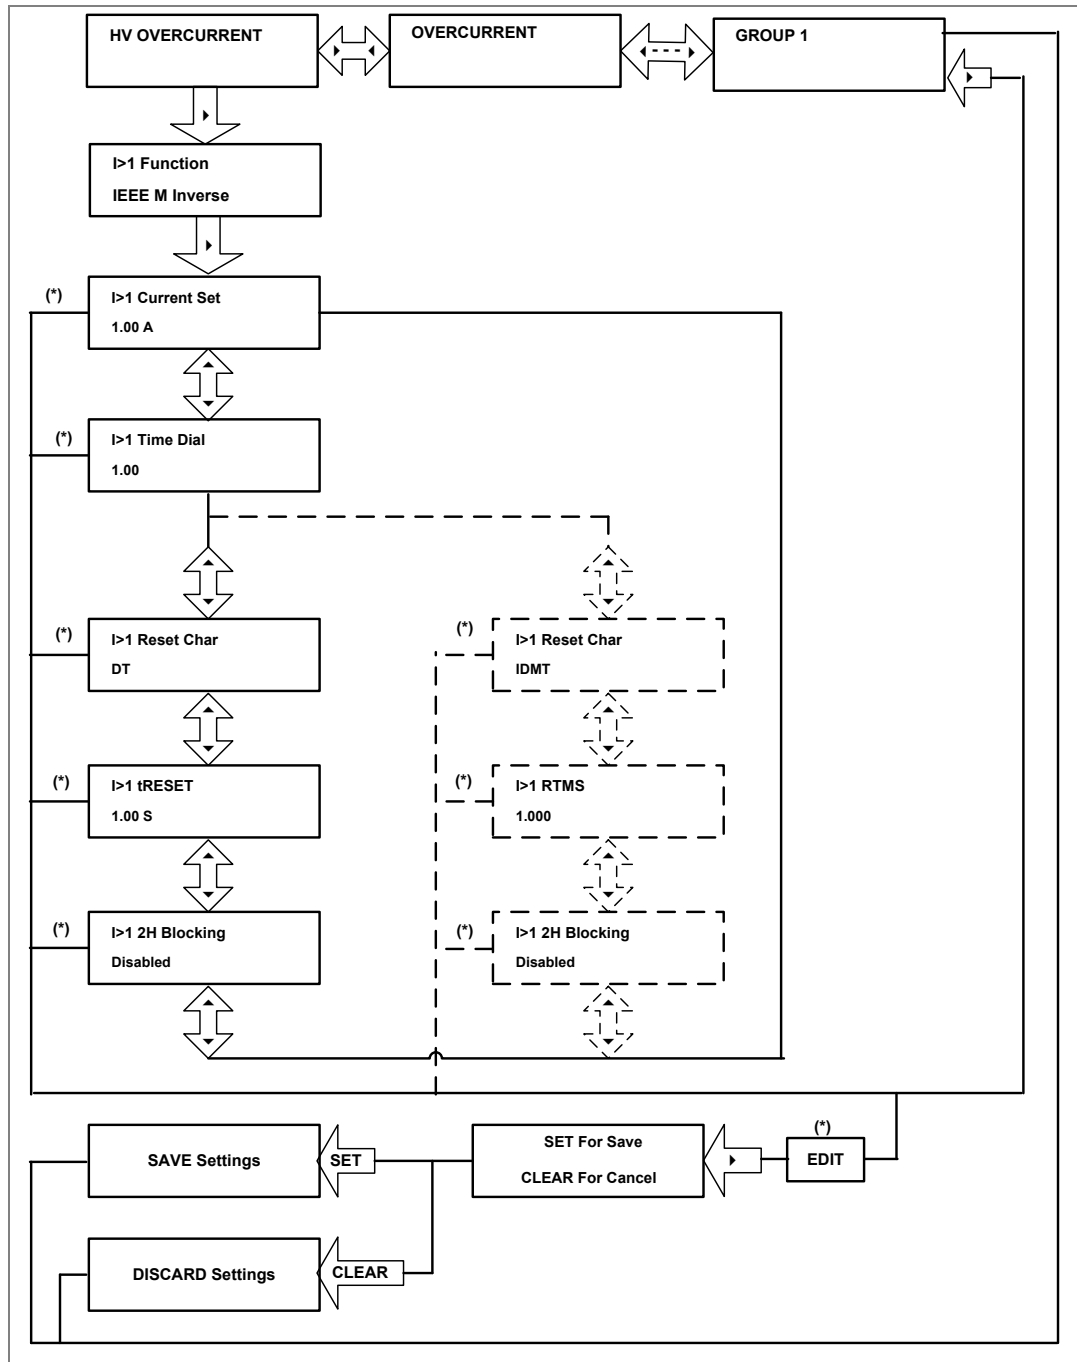 HV OVERCURRENT
OVERCURRENT
GROUP 1
I>1 Function
IEEE M Inverse
(*)
I>1 Current Set
1.00 A
(*)
I>1 Time Dial
1.00
(*)
I>1 Reset Char
DT
(*)
I>1 Reset Char
IDMT
(*)
I>1 tRESET
1.00 S
(*)
I>1 RTMS
1.000
(*)
I>1 2H Blocking
Disabled
(*)
I>1 2H Blocking
Disabled
SAVE Settings
SET
SET For Save
CLEAR For Cancel
(*)
EDIT
DISCARD Settings
CLEAR